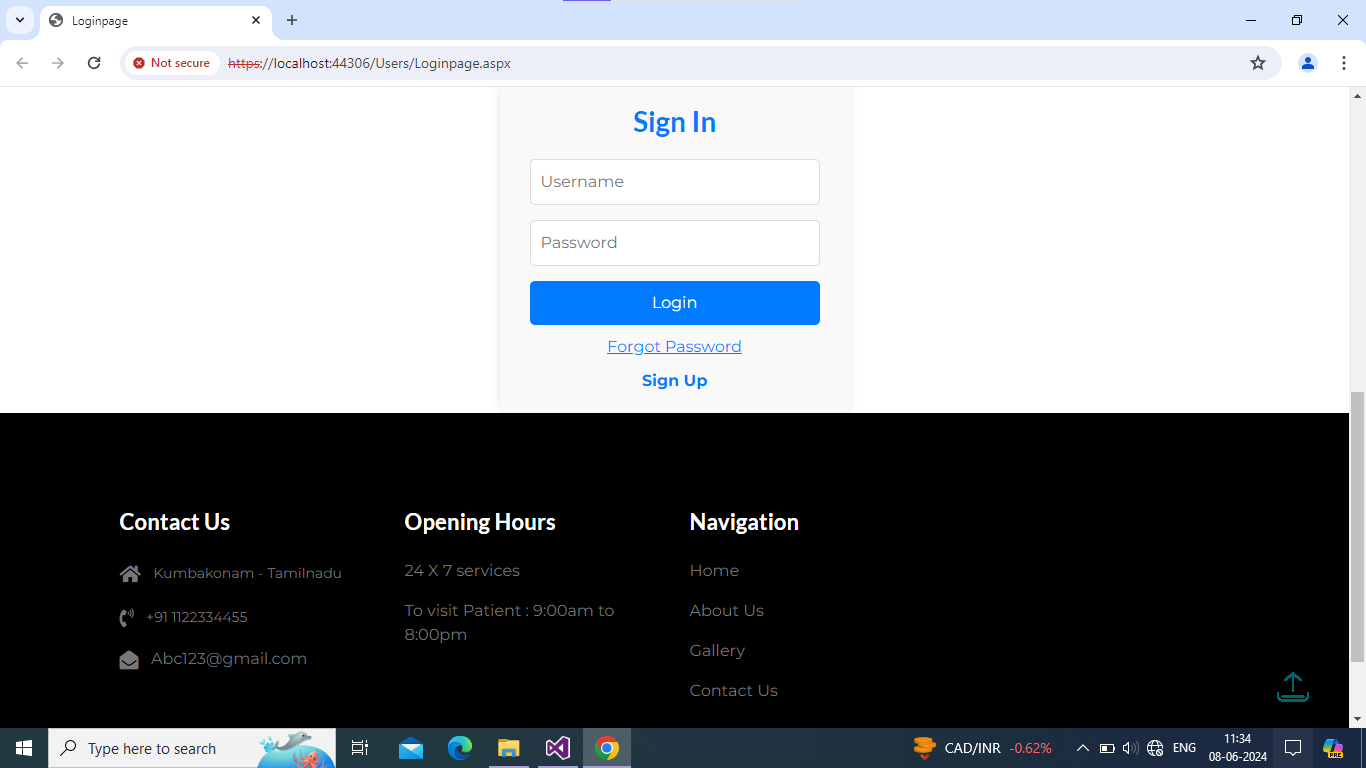 Loginpage
Not secure
https://localhost:44306/Users/Loginpage.aspx
Sign In
Username
Password
Login
Forgot Password
Sign Up
Contact Us
Kumbakonam - Tamilnadu
+91 1122334455
Abc123@gmail.com
Opening Hours
24 X 7 services
To visit Patient : 9:00am to
8:00pm
Navigation
Home
About Us
Gallery
Contact Us
Type here to search
CAD/INR -0.62%
ENG
11:34
08-06-2024
PRE